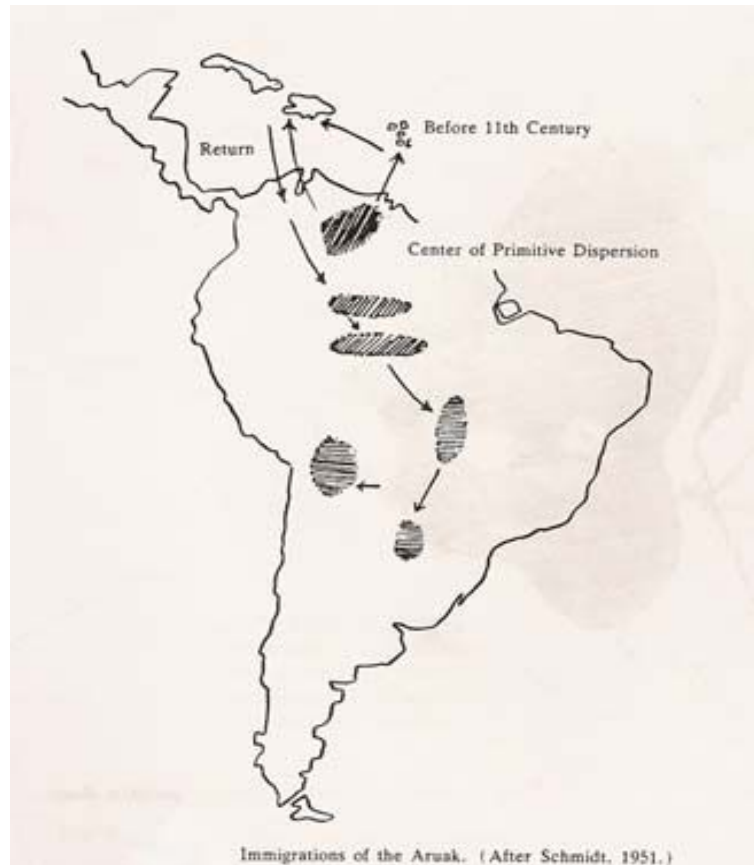 Before 11th Century
Return
Center of Primitive Dispersion
Immigrations of the Aruak. (After Schmidt. 1951.)